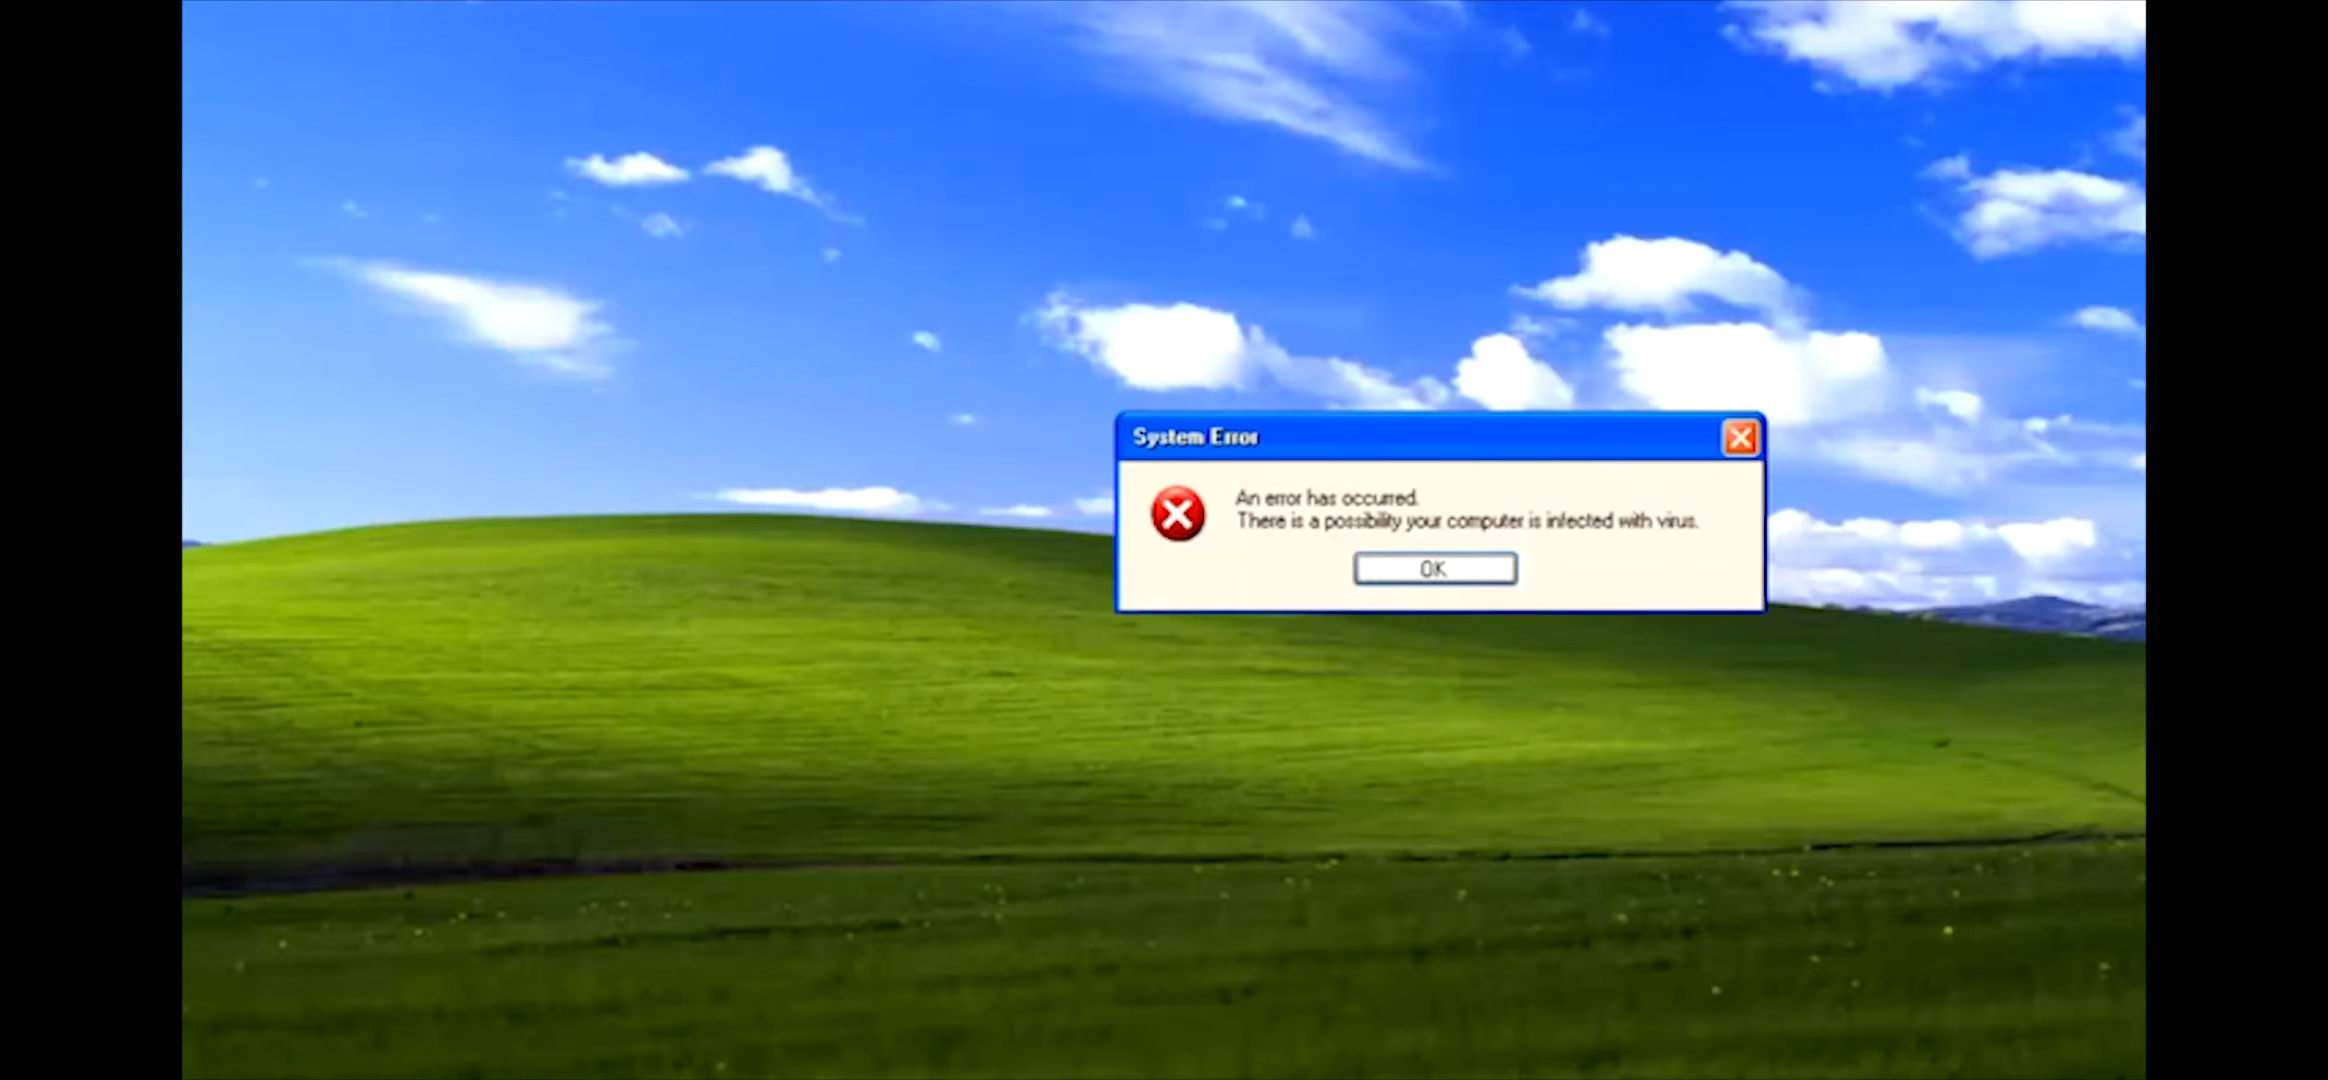 System Error
An error has occurred.
There is a possibility your computer is infected with virus.
OK